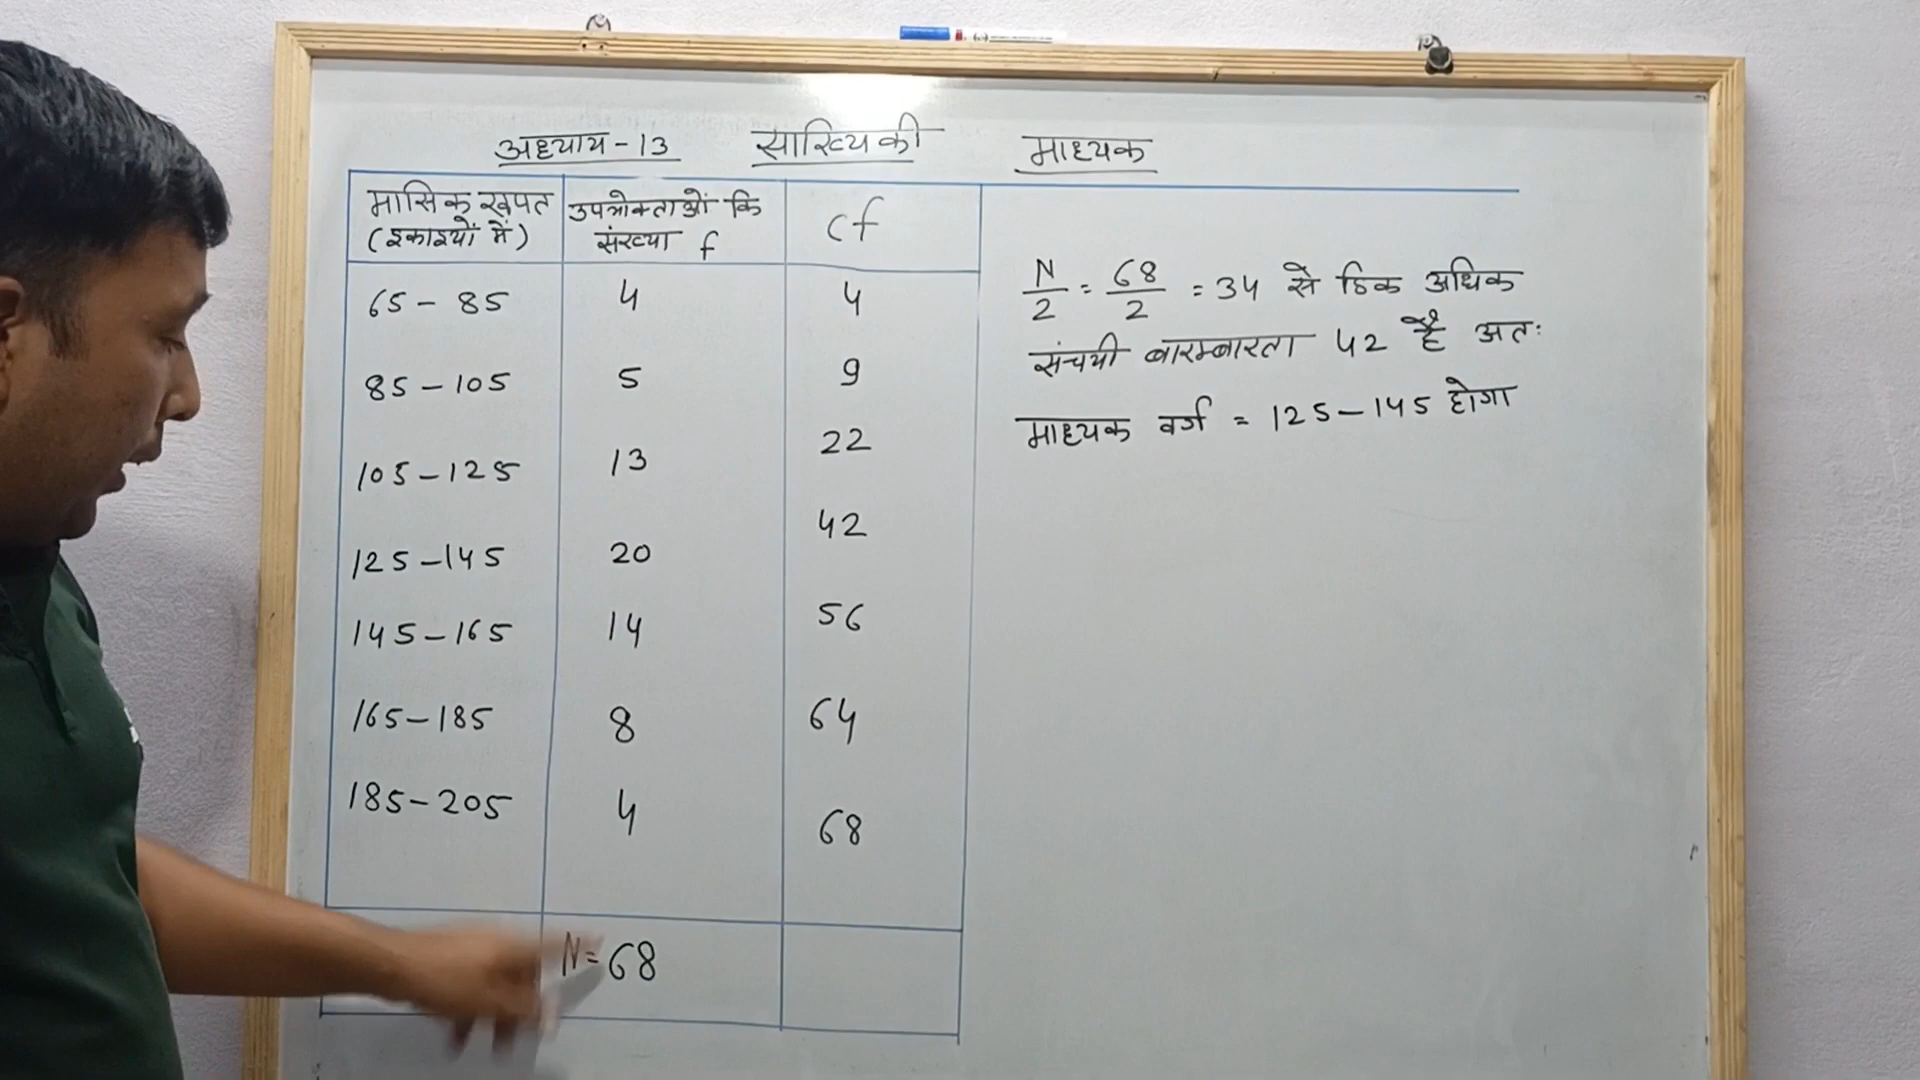 अध्याय-13 साख्यिकी माध्यक
मासिक खपत (इकाइयों में) उपभोक्ताओं कि संख्या f cf
65-85 4 4
85-105 5 9
105-125 13 22
125-145 20 42
145-165 14 56
165-185 8 64
185-205 4 68
N=68
N/2 = 68/2 = 34 से ठिक अधिक
संचयी बारम्बारता 42 है अतः
माध्यक वर्ग = 125-145 होगा